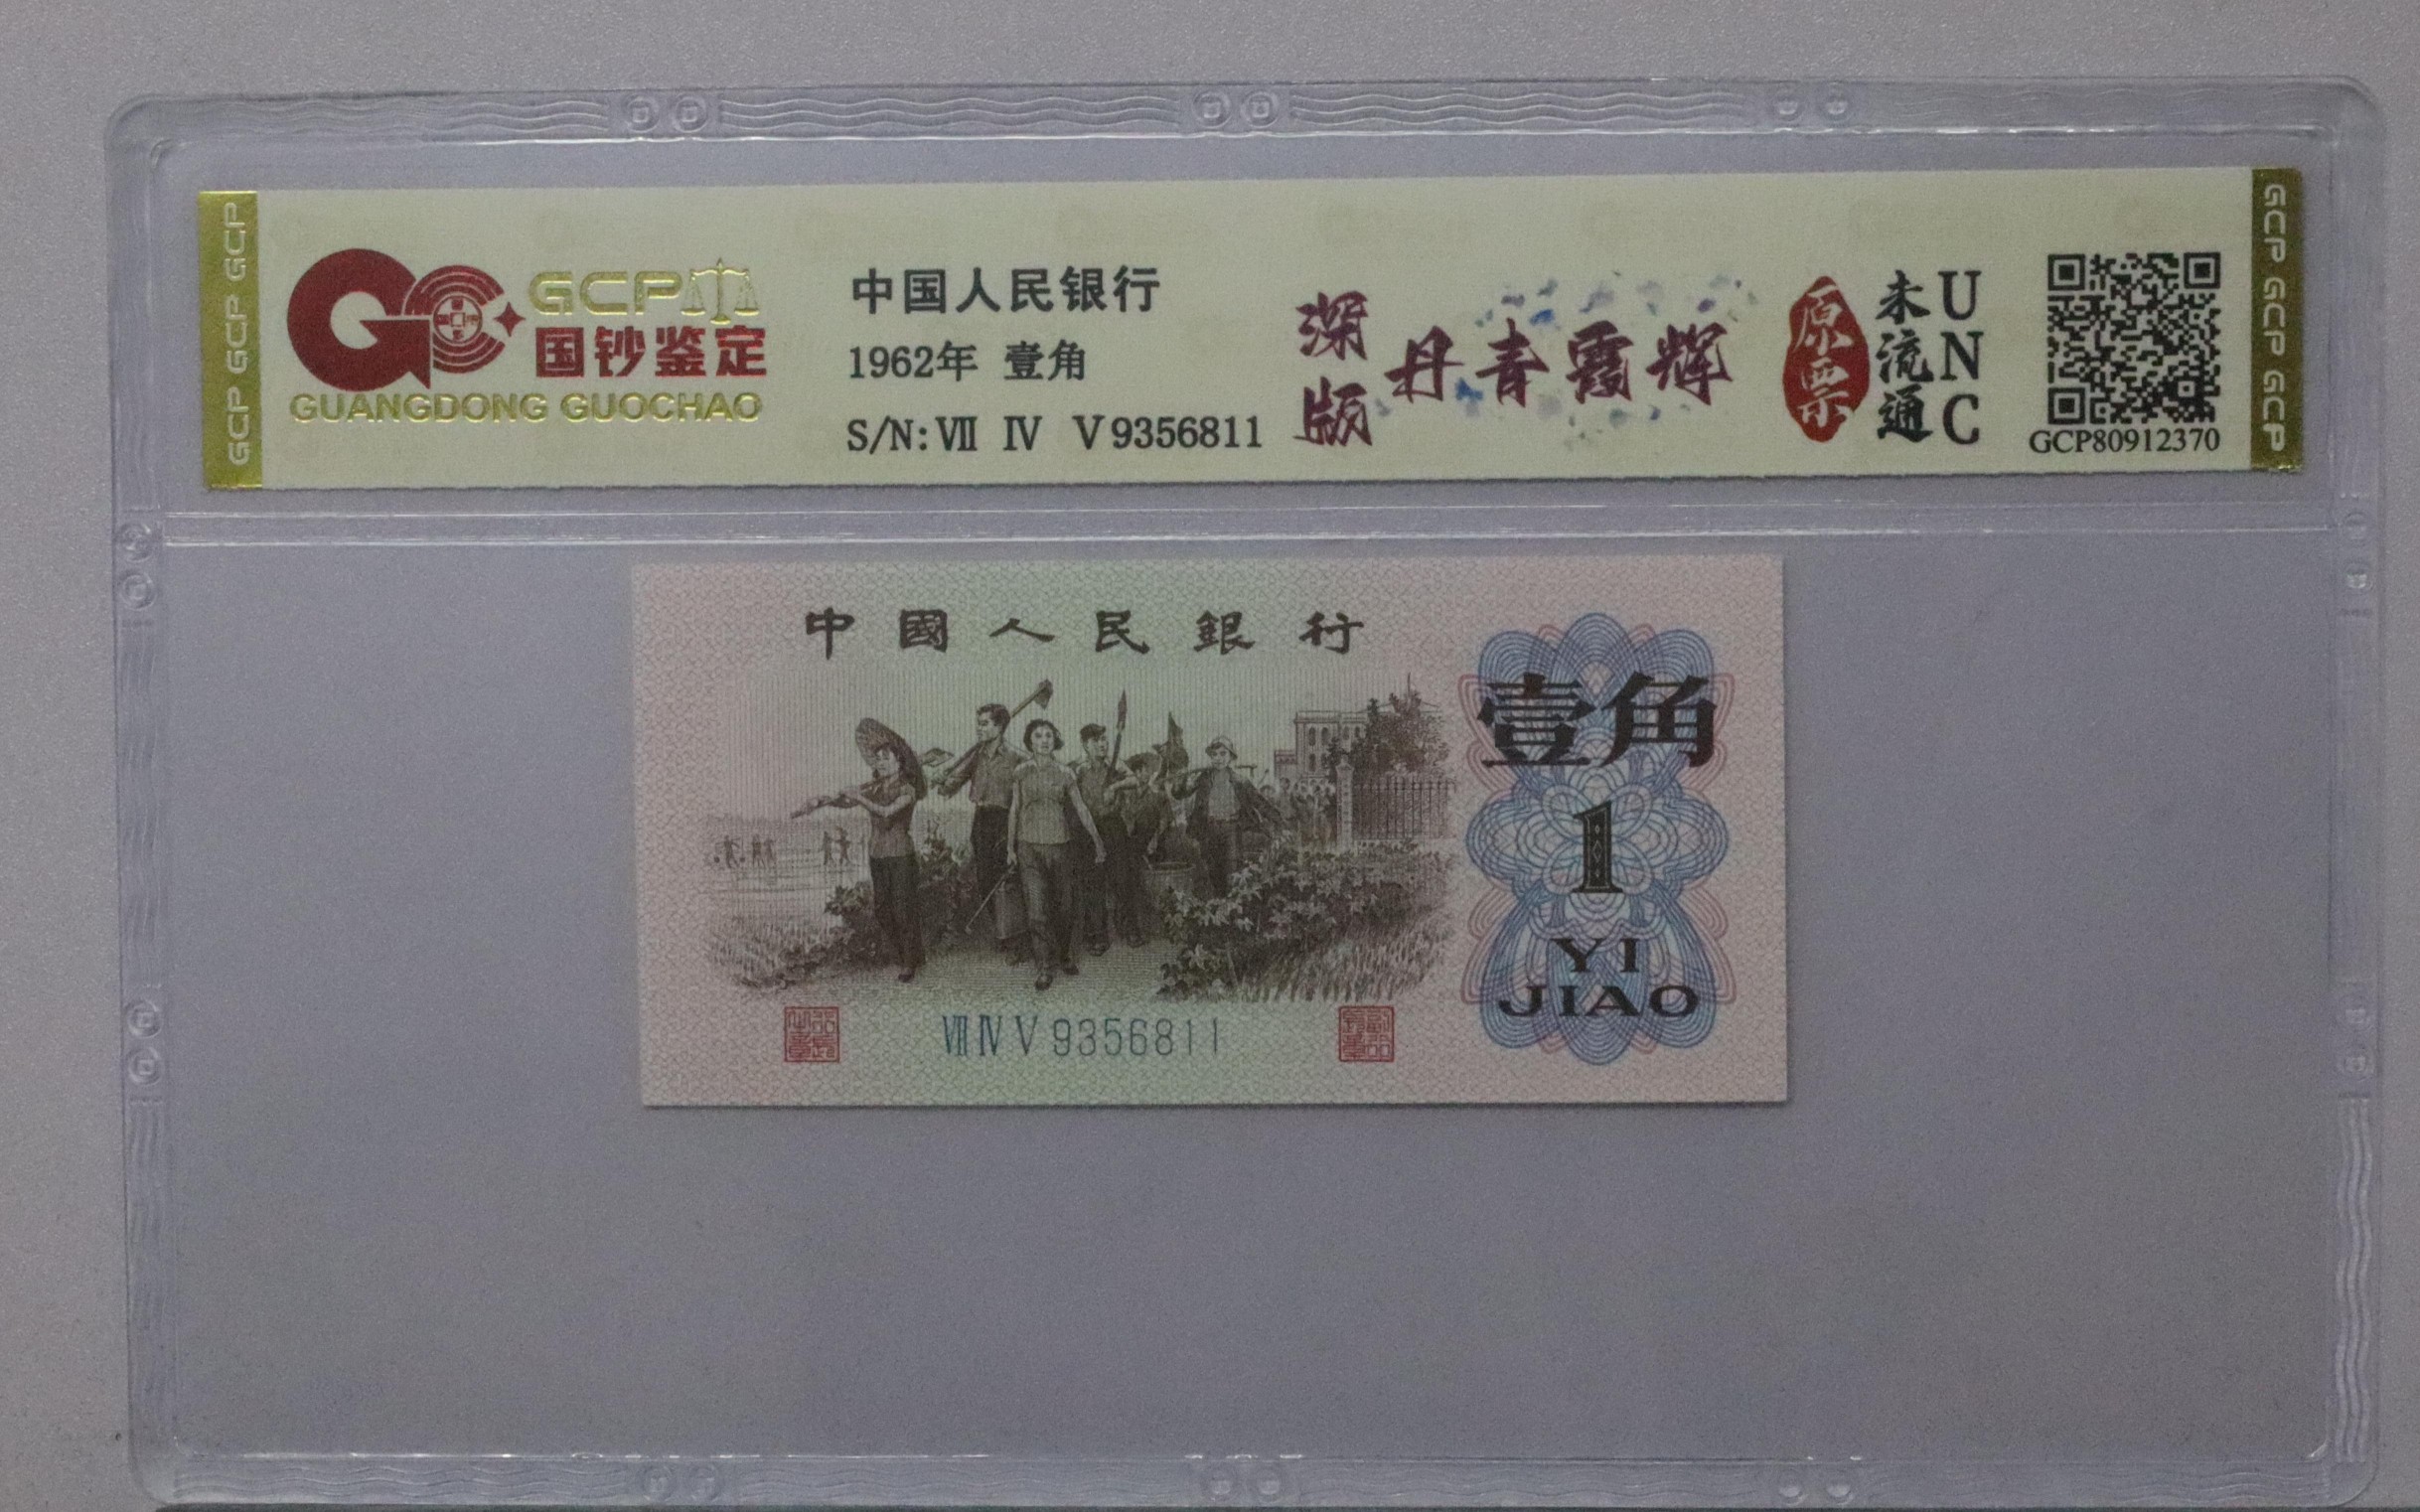 GCP GCP GCP
GCP
国钞鉴定
GUANGDONG GUOCHAO
中国人民银行
1962年 壹角
S/N: Ⅶ Ⅳ Ⅴ 9356811
深版
丹青霞辉
原票
未流通
UNC
GCP80912370
GCP GCP GCP GCP
中國人民銀行
壹角
1
YI
JIAO
Ⅶ Ⅳ Ⅴ 9356811